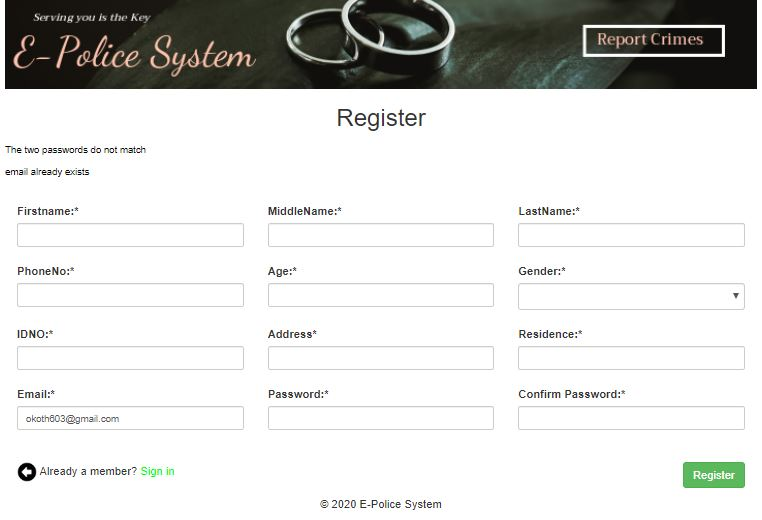 Serving you is the Key
E-Police System
Report Crimes
Register
The two passwords do not match
email already exists
Firstname:* MiddleName:* LastName:*
PhoneNo:* Age:* Gender:*
IDNO:* Address* Residence:*
Email:* Password:* Confirm Password:*
okoth603@gmail.com
Already a member? Sign in
Register
© 2020 E-Police System